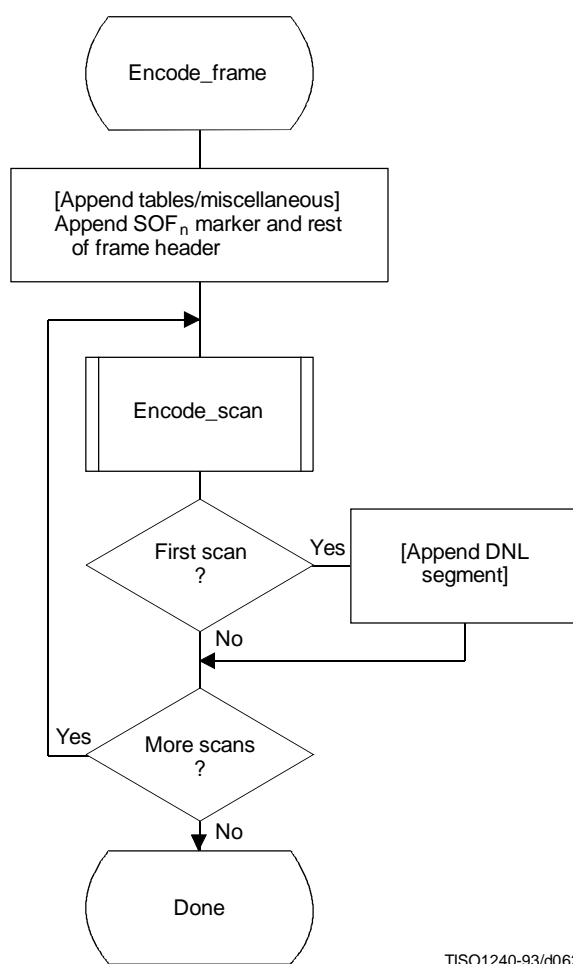 Encode_frame
[Append tables/miscellaneous]
Append SOFn marker and rest
of frame header
Encode_scan
First scan
?
Yes
[Append DNL
segment]
No
Yes
More scans
?
No
Done